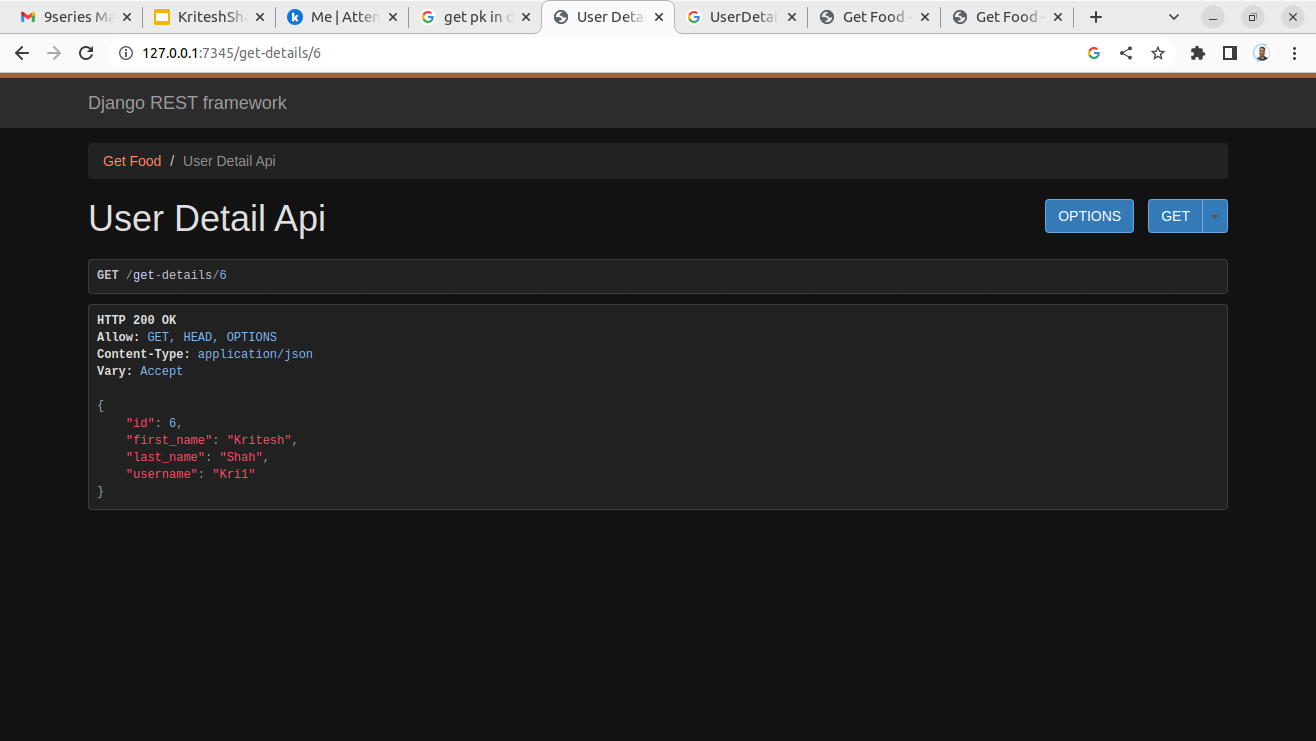 9series Ma
KriteshSha
Me | Atten
get pk in d
User Deta
UserDetai
Get Food -
Get Food -
127.0.0.1:7345/get-details/6
Django REST framework
Get Food / User Detail Api
User Detail Api
OPTIONS
GET
GET /get-details/6
HTTP 200 OK
Allow: GET, HEAD, OPTIONS
Content-Type: application/json
Vary: Accept
{
"id": 6,
"first_name": "Kritesh",
"last_name": "Shah",
"username": "Kri1"
}